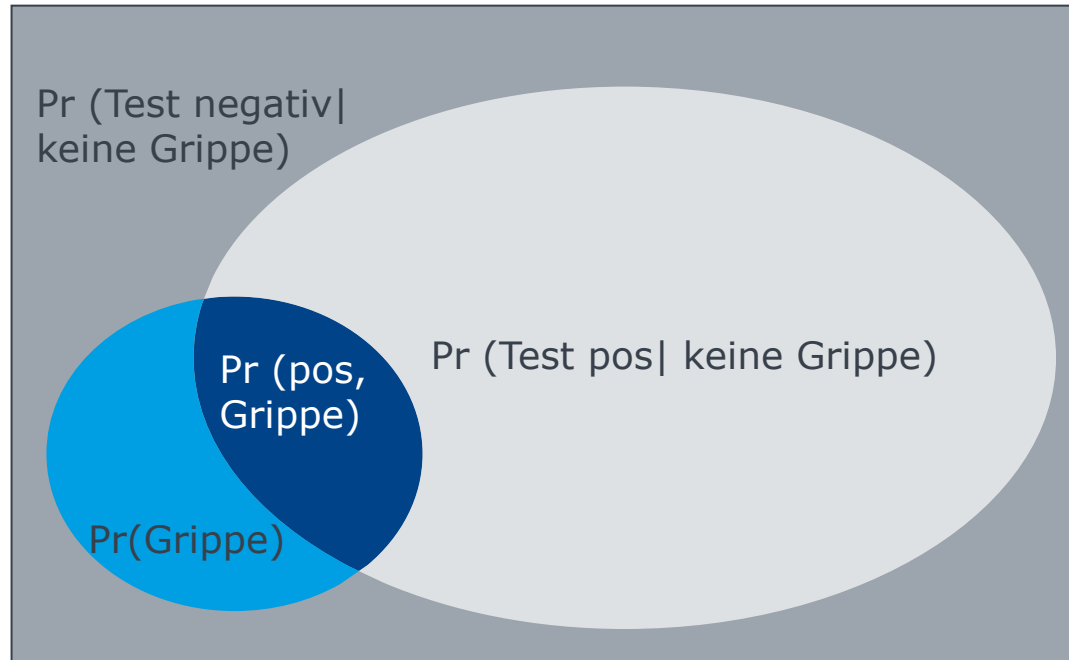 Pr (Test negativ|
keine Grippe)
Pr (pos,
Grippe)
Pr (Test pos| keine Grippe)
Pr(Grippe)